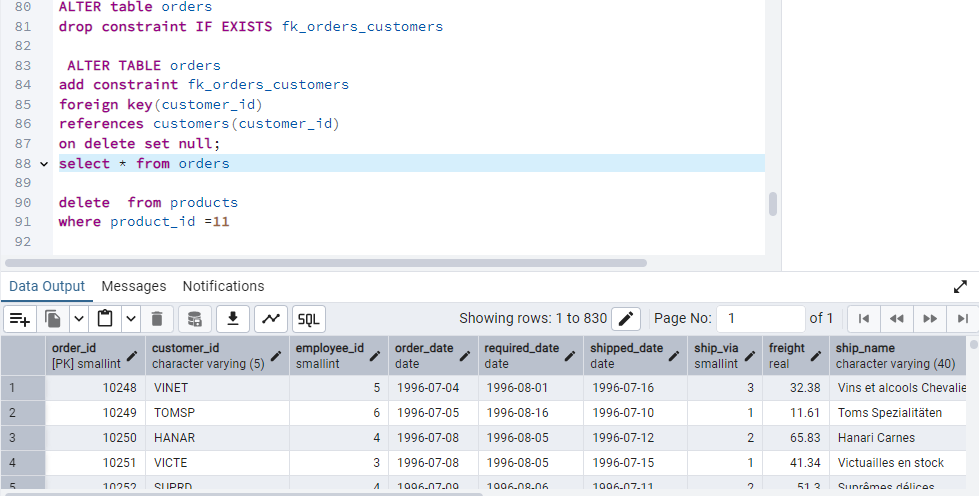 80 ALTER table orders
81 drop constraint IF EXISTS fk_orders_customers
82
83 ALTER TABLE orders
84 add constraint fk_orders_customers
85 foreign key(customer_id)
86 references customers(customer_id)
87 on delete set null;
88 select * from orders
89
90 delete from products
91 where product_id =11
92
Data Output Messages Notifications
SQL Showing rows: 1 to 830 Page No: 1 of 1
order_id customer_id employee_id order_date required_date shipped_date ship_via freight ship_name
[PK] smallint character varying (5) smallint date date date smallint real character varying (40)
1 10248 VINET 5 1996-07-04 1996-08-01 1996-07-16 3 32.38 Vins et alcools Chevalie
2 10249 TOMSP 6 1996-07-05 1996-08-16 1996-07-10 1 11.61 Toms Spezialitäten
3 10250 HANAR 4 1996-07-08 1996-08-05 1996-07-12 2 65.83 Hanari Carnes
4 10251 VICTE 3 1996-07-08 1996-08-05 1996-07-15 1 41.34 Victuailles en stock
5 10252 SUPRD 4 1996-07-09 1996-08-06 1996-07-11 2 51.3 Suprêmes délices